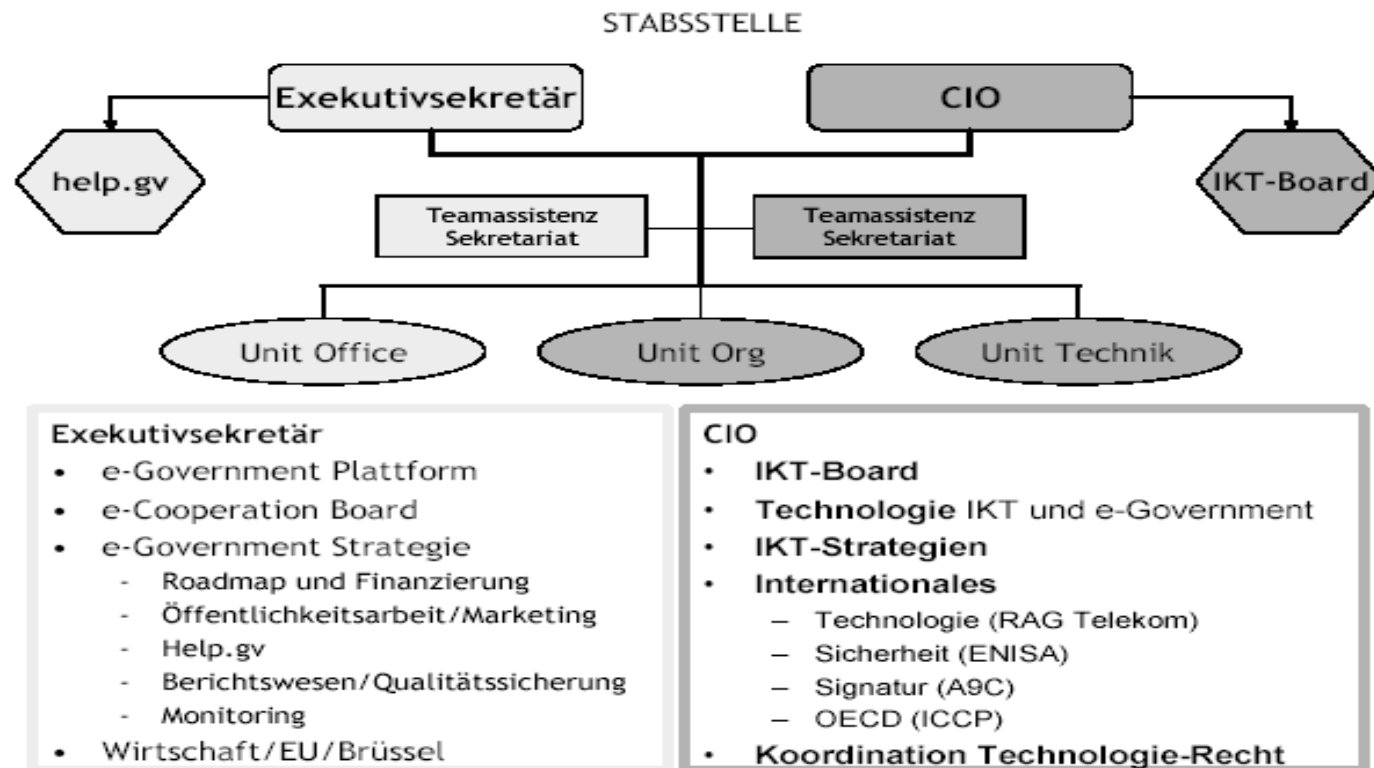 STABSSTELLE
Exekutivsekretär
CIO
help.gv
IKT-Board
Teamassistenz
Sekretariat
Teamassistenz
Sekretariat
Unit Office
Unit Org
Unit Technik
Exekutivsekretär
• e-Government Plattform
• e-Cooperation Board
• e-Government Strategie
- Roadmap und Finanzierung
- Öffentlichkeitsarbeit/Marketing
- Help.gv
- Berichtswesen/Qualitätssicherung
- Monitoring
• Wirtschaft/EU/Brüssel
CIO
• IKT-Board
• Technologie IKT und e-Government
• IKT-Strategien
• Internationales
– Technologie (RAG Telekom)
– Sicherheit (ENISA)
– Signatur (A9C)
– OECD (ICCP)
• Koordination Technologie-Recht